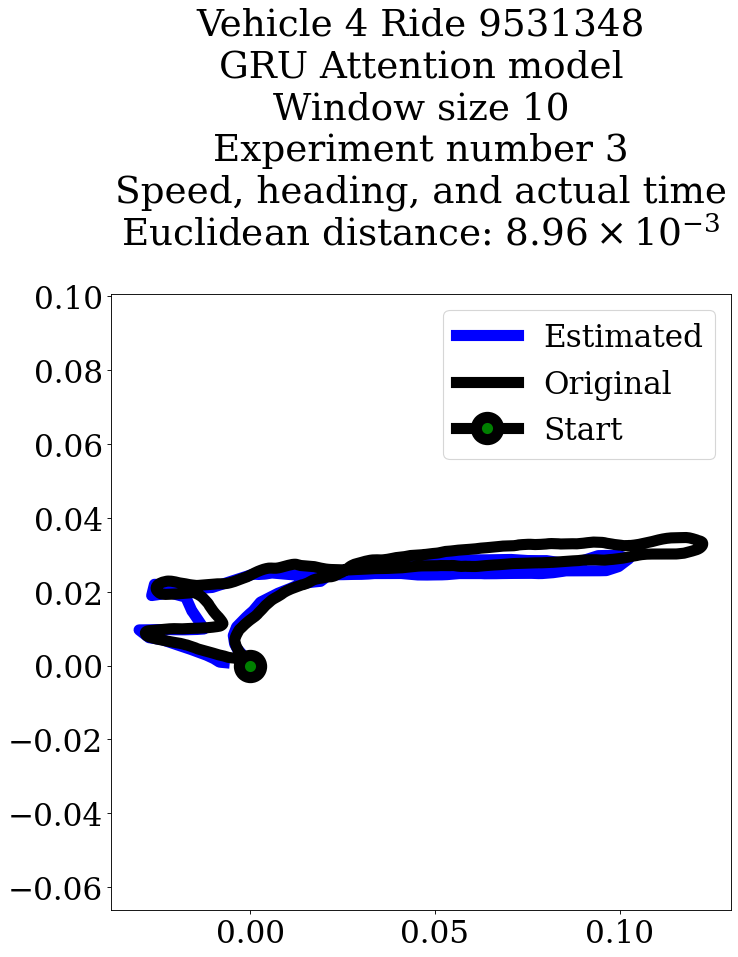 Vehicle 4 Ride 9531348
GRU Attention model
Window size 10
Experiment number 3
Speed, heading, and actual time
Euclidean distance: 8.96 × 10⁻³
0.10
Estimated
0.08
Original
0.06
Start
0.04
0.02
0.00
−0.02
−0.04
−0.06
0.00 0.05 0.10